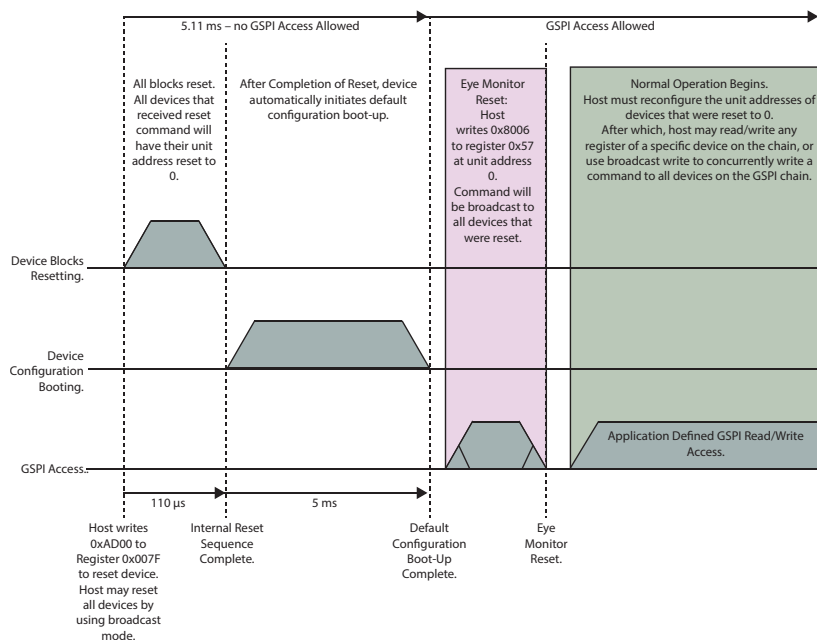 5.11 ms – no GSPI Access Allowed
GSPI Access Allowed
All blocks reset.
All devices that
received reset
command will
have their unit
address reset to
0.
After Completion of Reset, device
automatically initiates default
configuration boot-up.
Eye Monitor
Reset:
Host
writes 0x8006
to register 0x57
at unit address
0.
Command will
be broadcast to
all devices that
were reset.
Normal Operation Begins.
Host must reconfigure the unit addresses of
devices that were reset to 0.
After which, host may read/write any
register of a specific device on the chain, or
use broadcast write to concurrently write a
command to all devices on the GSPI chain.
Device Blocks
Resetting.
Device
Configuration
Booting.
Application Defined GSPI Read/Write
Access.
GSPI Access.
110 μs
5 ms
Host writes
0xAD00 to
Register 0x007F
to reset device.
Host may reset
all devices by
using broadcast
mode.
Internal Reset
Sequence
Complete.
Default
Configuration
Boot-Up
Complete.
Eye
Monitor
Reset.